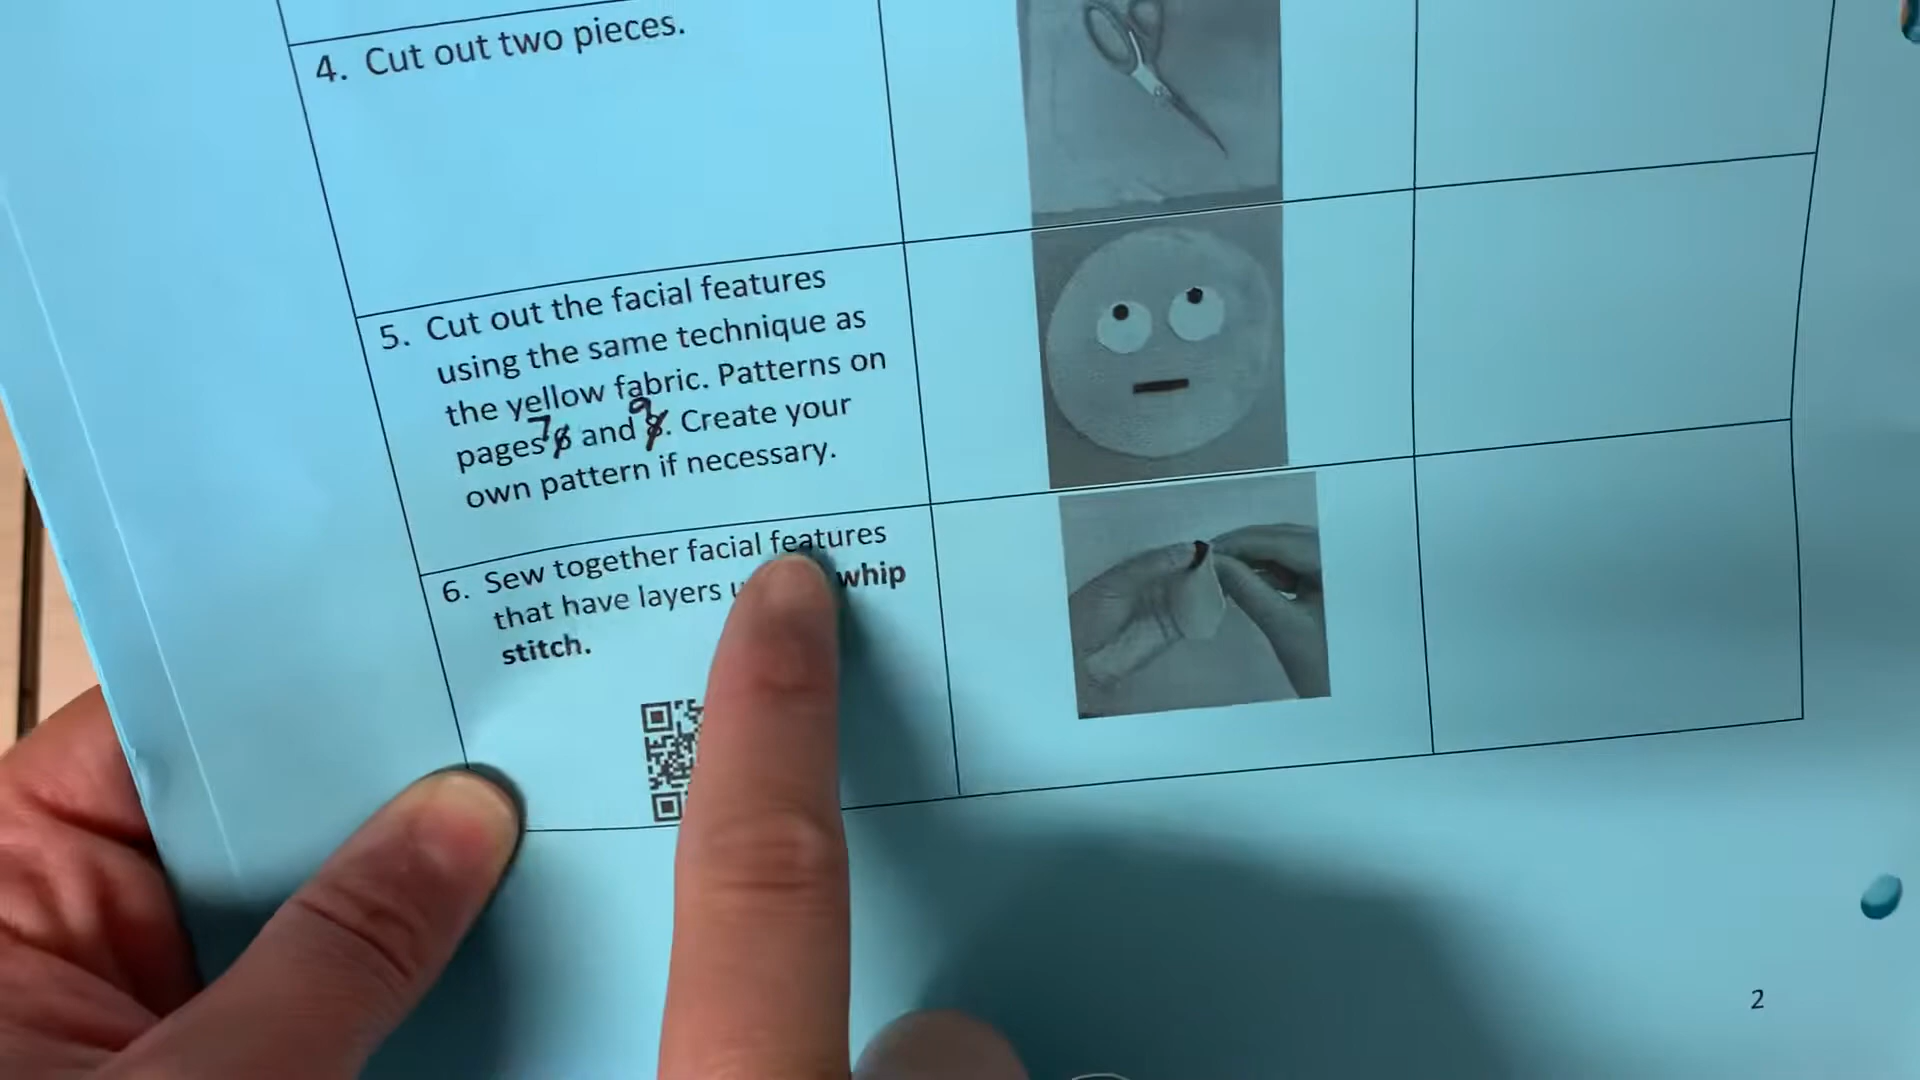 4. Cut out two pieces.
5. Cut out the facial features
using the same technique as
the yellow fabric. Patterns on
pages 7 and 9. Create your
own pattern if necessary.
6. Sew together facial features
that have layers whip
stitch.
2